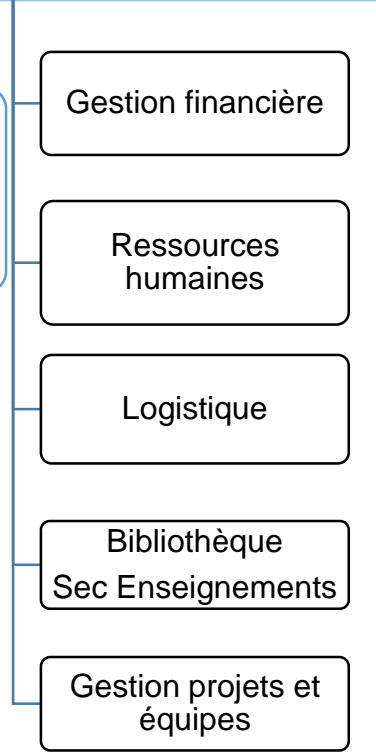 Gestion financière
Ressources
humaines
Logistique
Bibliothèque
Sec Enseignements
Gestion projets et
équipes